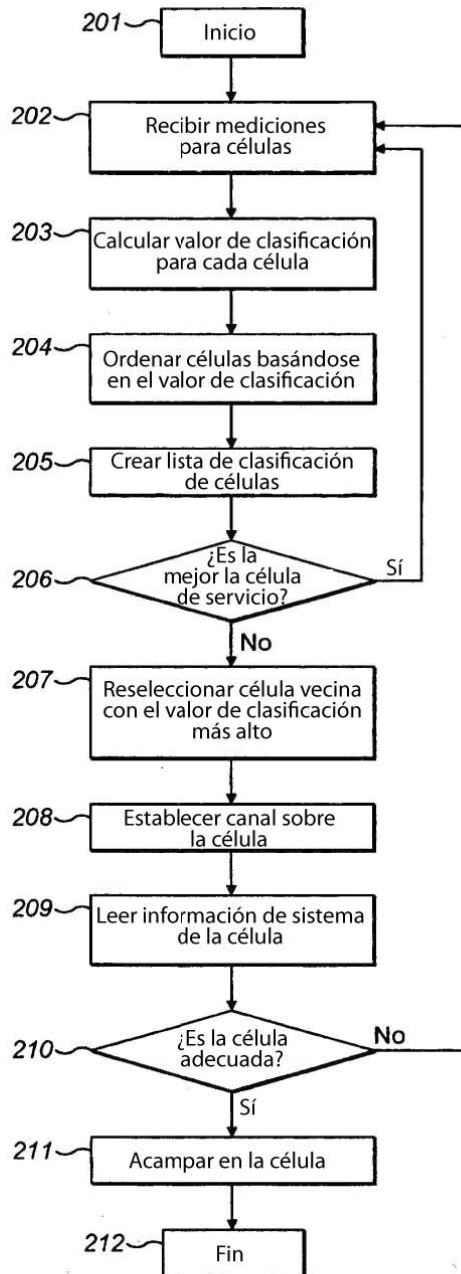 201
Inicio
202
Recibir mediciones
para células
203
Calcular valor de clasificación
para cada célula
204
Ordenar células basándose
en el valor de clasificación
205
Crear lista de clasificación
de células
206
¿Es la
mejor la célula
de servicio?
Sí
No
207
Reseleccionar célula vecina
con el valor de clasificación
más alto
208
Establecer canal sobre
la célula
209
Leer información de sistema
de la célula
210
¿Es la célula
adecuada?
No
Sí
211
Acampar en la célula
212
Fin